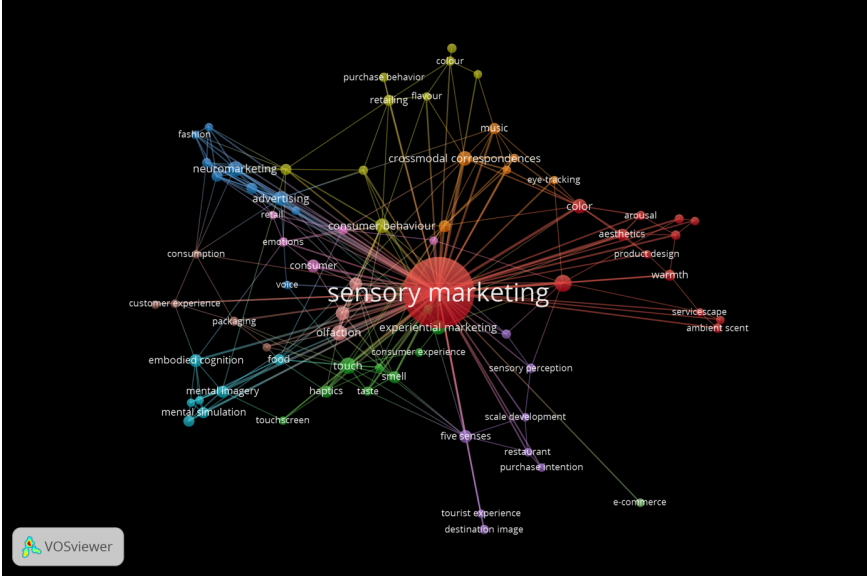 colour
purchase behavior
retailing
flavour
music
fashion
crossmodal correspondences
neuromarketing
eye-tracking
advertising
color
retail
arousal
consumer behaviour
aesthetics
emotions
consumption
product design
consumer
warmth
voice
sensory marketing
customer experience
servicescape
packaging
experiential marketing
ambient scent
olfaction
consumer experience
embodied cognition
food
touch
sensory perception
smell
mental imagery
haptics
taste
mental simulation
touchscreen
scale development
five senses
restaurant
purchase intention
e-commerce
tourist experience
destination image
VOSviewer